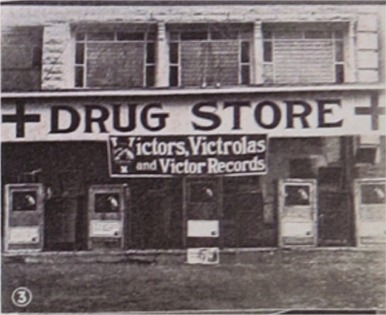 + DRUG STORE +
Victors, Victrolas
and Victor Records
3